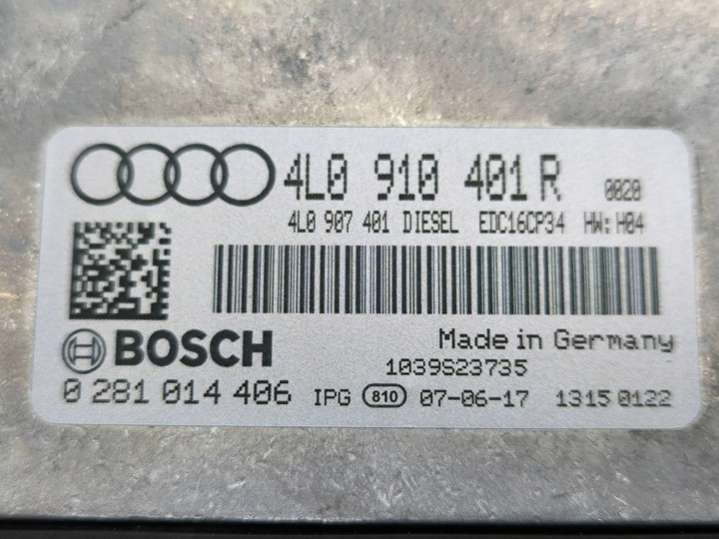 4L0 910 401 R 0020
4L0 907 401 DIESEL EDC16CP34 HW: H04
BOSCH
Made in Germany
1039S23735
0 281 014 406 IPG 810 07-06-17 1315 0122